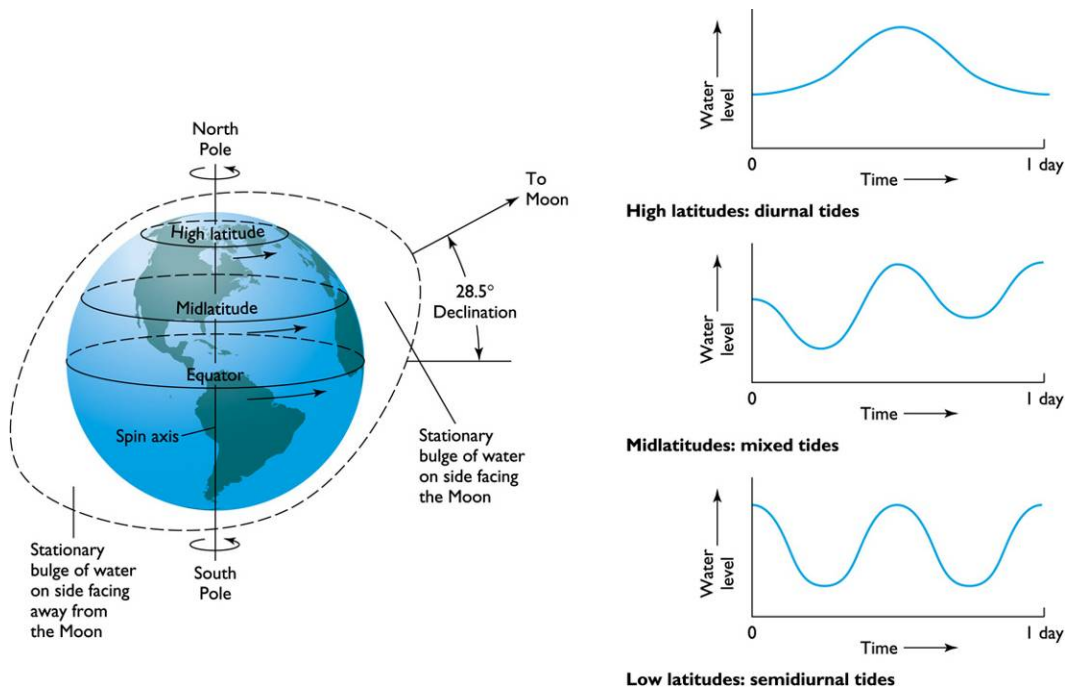 North
Pole
To
Moon
High latitude
28.5°
Declination
Midlatitude
Equator
Spin axis
Stationary
bulge of water
on side facing
the Moon
Stationary
bulge of water
on side facing
away from
the Moon
South
Pole
Water
level
0
1 day
Time
High latitudes: diurnal tides
Water
level
0
1 day
Time
Midlatitudes: mixed tides
Water
level
0
1 day
Time
Low latitudes: semidiurnal tides